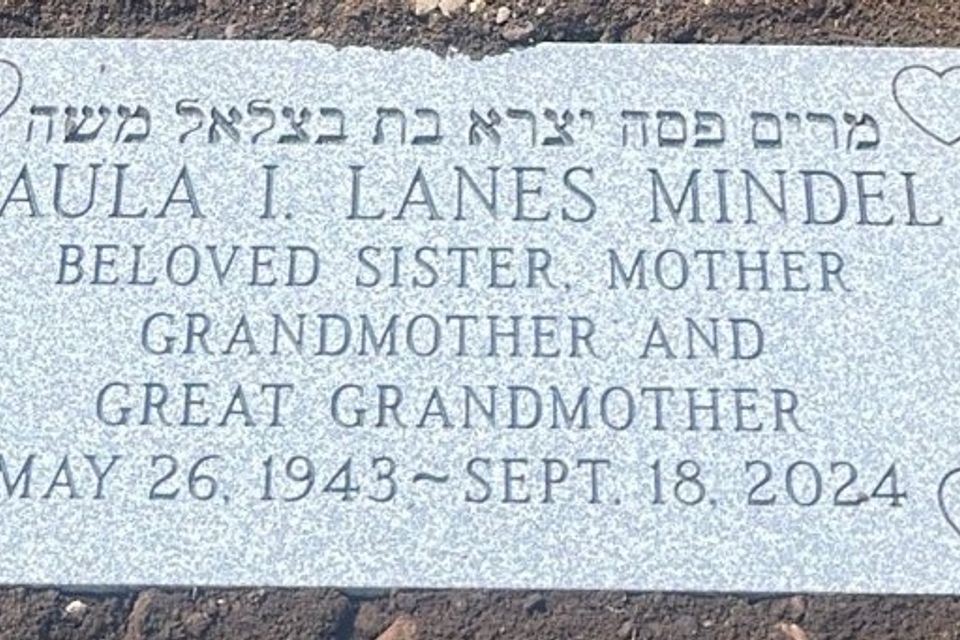 מרים פסה יצרא בת בצלאל משה
AULA I. LANES MINDEL
BELOVED SISTER, MOTHER
GRANDMOTHER AND
GREAT GRANDMOTHER
MAY 26, 1943~SEPT. 18, 2024